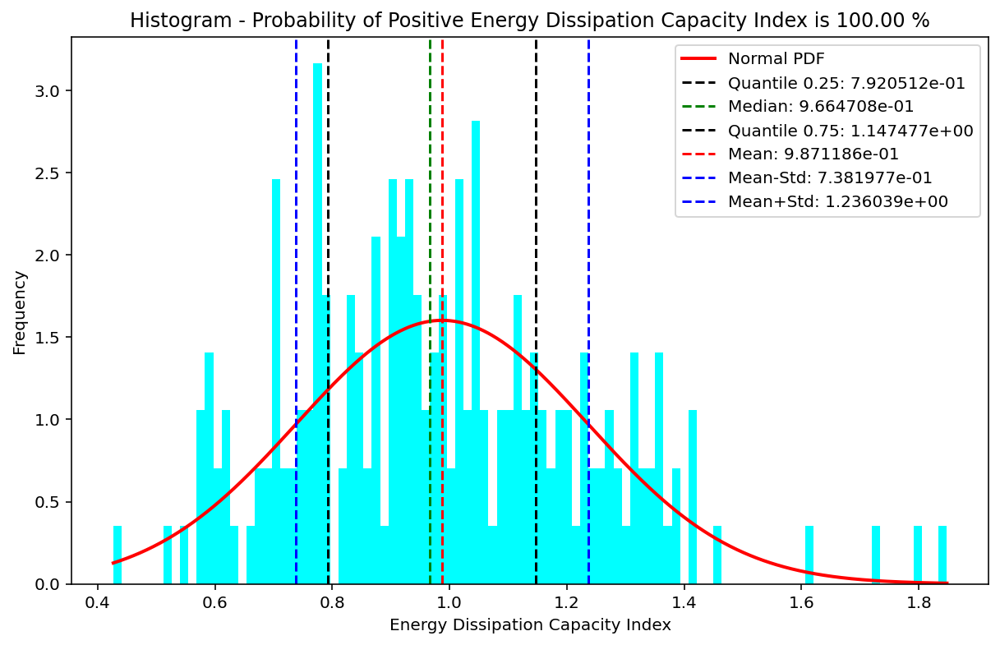 Histogram - Probability of Positive Energy Dissipation Capacity Index is 100.00 %
Normal PDF
Quantile 0.25: 7.920512e-01
Median: 9.664708e-01
Quantile 0.75: 1.147477e+00
Mean: 9.871186e-01
Mean-Std: 7.381977e-01
Mean+Std: 1.236039e+00
Frequency
3.0
2.5
2.0
1.5
1.0
0.5
0.0
0.4 0.6 0.8 1.0 1.2 1.4 1.6 1.8
Energy Dissipation Capacity Index